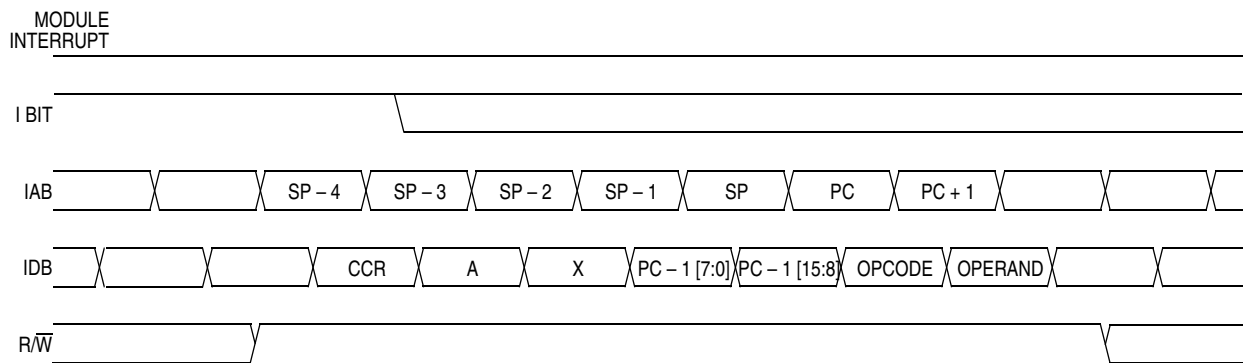 MODULE
INTERRUPT
I BIT
IAB SP – 4 SP – 3 SP – 2 SP – 1 SP PC PC + 1
IDB CCR A X PC – 1 [7:0] PC – 1 [15:8] OPCODE OPERAND
R/W̅